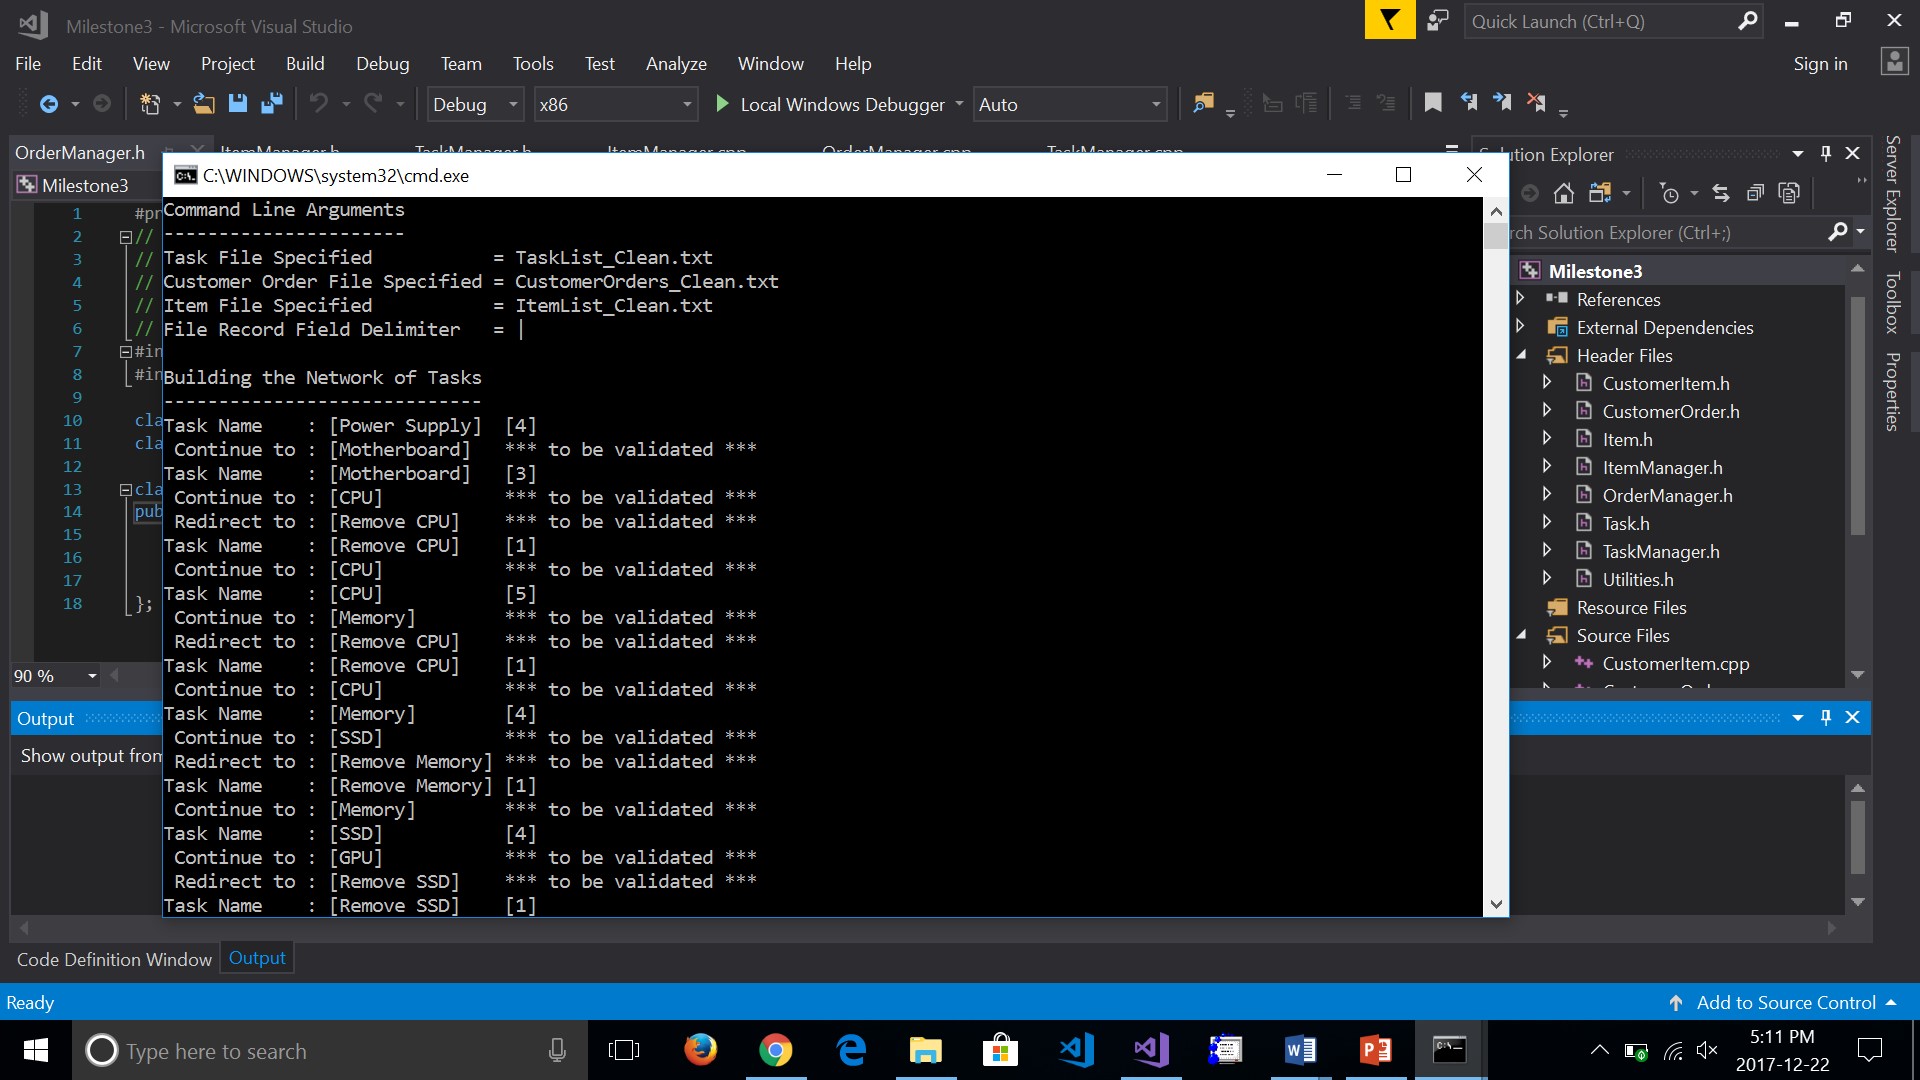 Milestone3 - Microsoft Visual Studio
Quick Launch (Ctrl+Q)
File Edit View Project Build Debug Team Tools Test Analyze Window Help
Sign in
Debug x86 Local Windows Debugger Auto
OrderManager.h ItemManager.h TaskManager.h ItemManager.cpp OrderManager.cpp TaskManager.cpp
Milestone3
1 #pr
2 //
3 //
4 //
5 //
6 //
7 #in
8 #in
9
10 cla
11 cla
12
13 cla
14 pub
15
16
17
18 };
90 %
C:\WINDOWS\system32\cmd.exe
Command Line Arguments
----------------------
Task File Specified = TaskList_Clean.txt
Customer Order File Specified = CustomerOrders_Clean.txt
Item File Specified = ItemList_Clean.txt
File Record Field Delimiter = |
Building the Network of Tasks
-----------------------------
Task Name : [Power Supply] [4]
Continue to : [Motherboard] *** to be validated ***
Task Name : [Motherboard] [3]
Continue to : [CPU] *** to be validated ***
Redirect to : [Remove CPU] *** to be validated ***
Task Name : [Remove CPU] [1]
Continue to : [CPU] *** to be validated ***
Task Name : [CPU] [5]
Continue to : [Memory] *** to be validated ***
Redirect to : [Remove CPU] *** to be validated ***
Task Name : [Remove CPU] [1]
Continue to : [CPU] *** to be validated ***
Task Name : [Memory] [4]
Continue to : [SSD] *** to be validated ***
Redirect to : [Remove Memory] *** to be validated ***
Task Name : [Remove Memory] [1]
Continue to : [Memory] *** to be validated ***
Task Name : [SSD] [4]
Continue to : [GPU] *** to be validated ***
Redirect to : [Remove SSD] *** to be validated ***
Task Name : [Remove SSD] [1]
ution Explorer
rch Solution Explorer (Ctrl+;)
Milestone3
References
External Dependencies
Header Files
CustomerItem.h
CustomerOrder.h
Item.h
ItemManager.h
OrderManager.h
Task.h
TaskManager.h
Utilities.h
Resource Files
Source Files
CustomerItem.cpp
Server Explorer
Toolbox
Properties
Output
Show output from
Code Definition Window Output
Ready
Add to Source Control
Type here to search
5:11 PM
2017-12-22